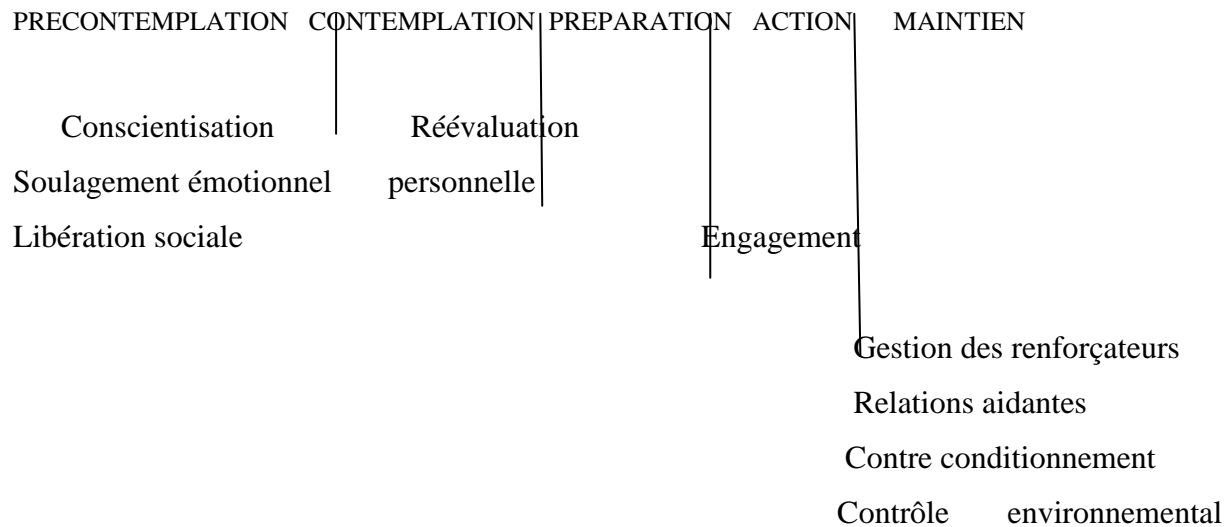 PRECONTEMPLATION CONTEMPLATION PREPARATION ACTION MAINTIEN
Conscientisation Réévaluation
Soulagement émotionnel personnelle
Libération sociale Engagement
Gestion des renforçateurs
Relations aidantes
Contre conditionnement
Contrôle environnemental